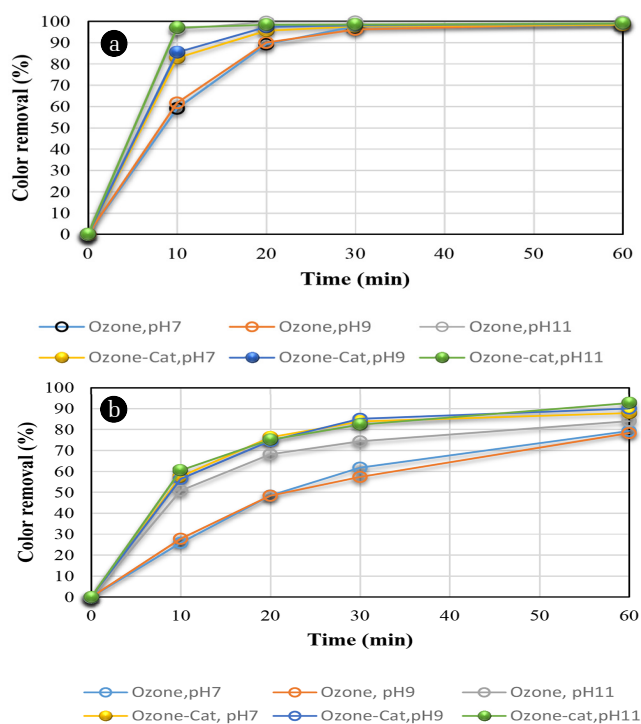 a
100
90
80
70
60
50
40
30
20
10
0
Color removal (%)
0 10 20 30 40 50 60
Time (min)
Ozone,pH7 Ozone,pH9 Ozone,pH11
Ozone-Cat,pH7 Ozone-Cat,pH9 Ozone-cat,pH11
b
100
90
80
70
60
50
40
30
20
10
0
Color removal (%)
0 10 20 30 40 50 60
Time (min)
Ozone,pH7 Ozone, pH9 Ozone, pH11
Ozone-Cat, pH7 Ozone-Cat,pH9 Ozone-cat,pH11